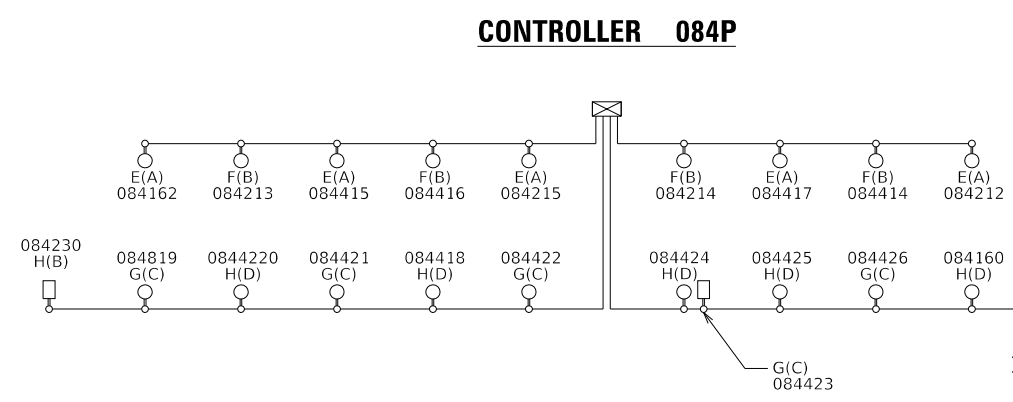 CONTROLLER 084P
E(A) F(B) E(A) F(B) E(A) F(B) E(A) F(B) E(A)
084162 084213 084415 084416 084215 084214 084417 084414 084212
084230
H(B)
084819 0844220 084421 084418 084422 084424 084425 084426 084160
G(C) H(D) G(C) H(D) G(C) H(D) H(D) G(C) H(D)
G(C)
084423